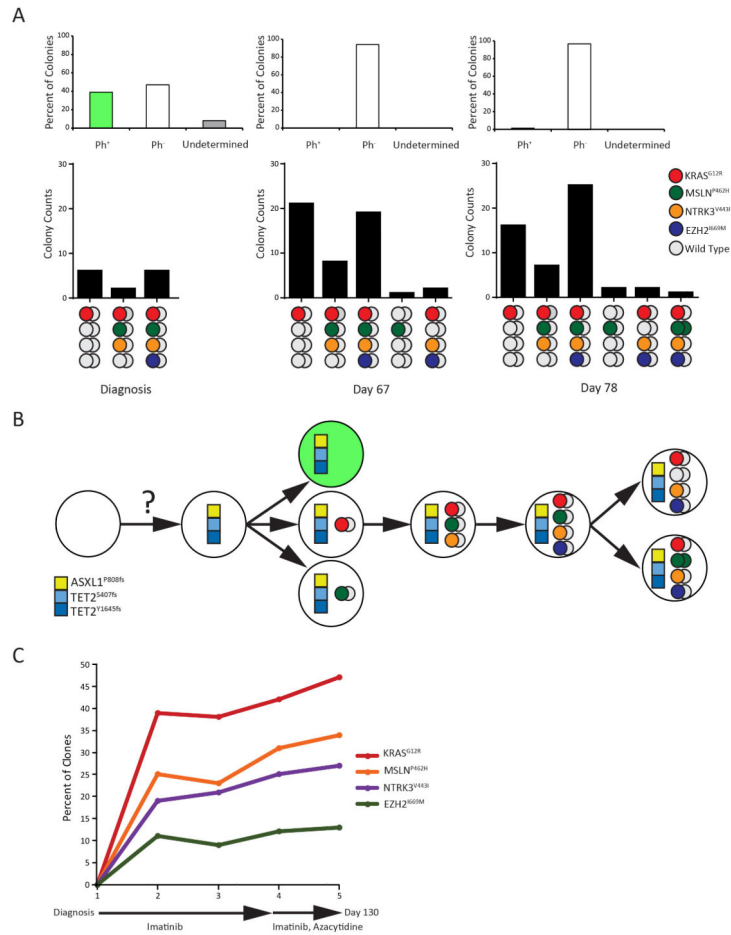 A
Percent of Colonies
100
80
60
40
20
0
Ph+
Ph-
Undetermined
Percent of Colonies
100
80
60
40
20
0
Ph+
Ph-
Undetermined
Percent of Colonies
100
80
60
40
20
0
Ph+
Ph-
Undetermined
Colony Counts
30
20
10
0
Diagnosis
Colony Counts
30
20
10
0
Day 67
Colony Counts
30
20
10
0
Day 78
KRASG12R
MSLNP462H
NTRK3V443I
EZH2I669M
Wild Type
B
?
ASXL1P808fs
TET2S407fs
TET2Y1645fs
C
Percent of Clones
50
45
40
35
30
25
20
15
10
5
0
1
2
3
4
5
KRASG12R
MSLNP462H
NTRK3V443I
EZH2I669M
Diagnosis
Day 130
Imatinib
Imatinib, Azacytidine